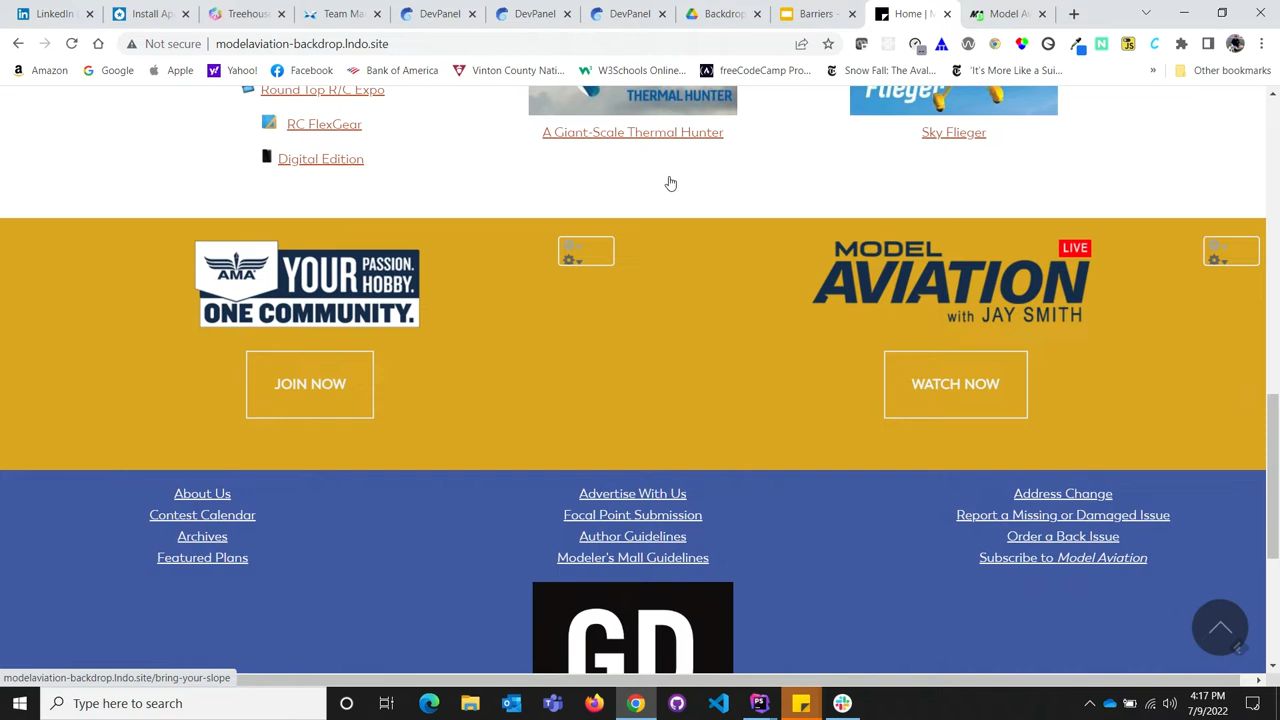 LinkedIn
Install Ap
Treehous
Team Ma
DevPanel
DevPanel
DevPanel
Backdrop
Barriers -
Home | M
Model Av
Not secure | modelaviation-backdrop.lndo.site
Amazon
Google
Apple
Yahoo!
Facebook
Bank of America
Vinton County Nati...
W3Schools Online...
freeCodeCamp Pro...
Snow Fall: The Aval...
'It's More Like a Sui...
»
Other bookmarks
Round Top R/C Expo
THERMAL HUNTER
Flieger
RC FlexGear
A Giant-Scale Thermal Hunter
Sky Flieger
Digital Edition
AMA
YOUR PASSION.
HOBBY.
ONE COMMUNITY.
MODEL
LIVE
AVIATION
with JAY SMITH
JOIN NOW
WATCH NOW
About Us
Advertise With Us
Address Change
Contest Calendar
Focal Point Submission
Report a Missing or Damaged Issue
Archives
Author Guidelines
Order a Back Issue
Featured Plans
Modeler's Mall Guidelines
Subscribe to Model Aviation
GD
modelaviation-backdrop.lndo.site/bring-your-slope
Type here to search
4:17 PM
7/9/2022